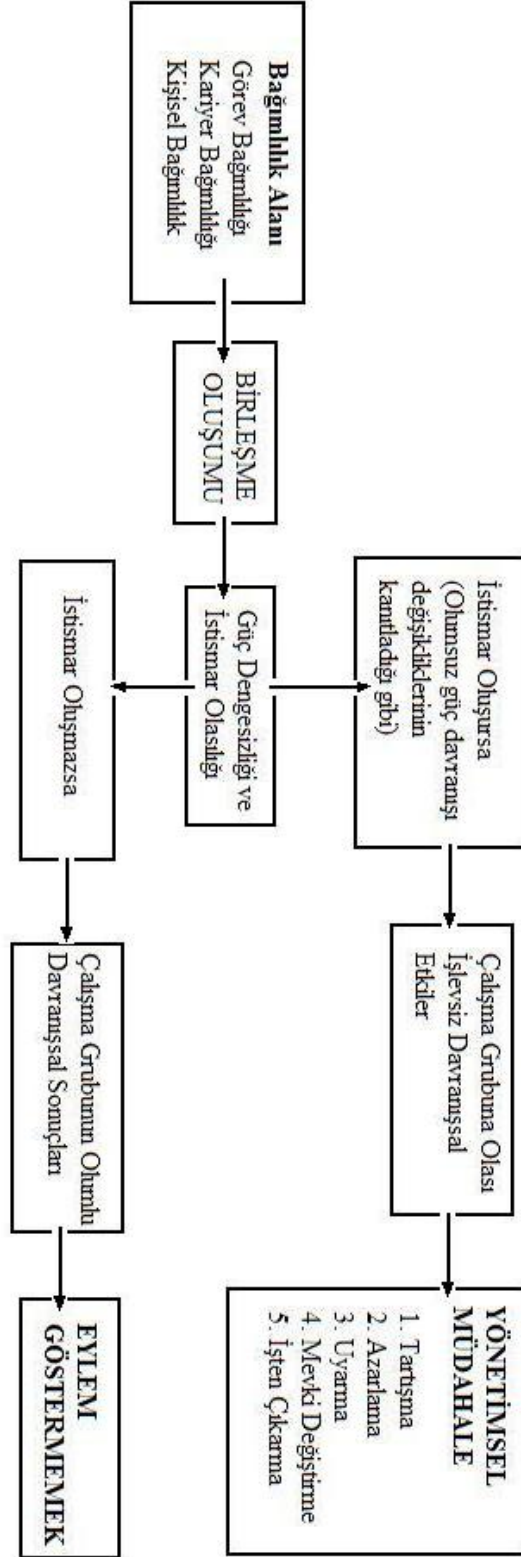 Bağımlılık Alanı
Görev Bağımlılığı
Kariyer Bağımlılığı
Kişisel Bağımlılık
BİRLEŞME
OLUŞUMU
Güç Dengesizliği ve
İstismar Olasılığı
İstismar Oluşursa
(Olumsuz güç davranışı
değişikliklerinin
kanıtladığı gibi)
Çalışma Grubuna Olası
İşlevsiz Davranışsal
Etkiler
YÖNETİMSEL
MÜDAHALE
1. Tartışma
2. Azarlama
3. Uyarma
4. Mevki Değiştirme
5. İşten Çıkarma
İstismar Oluşmazsa
Çalışma Grubunun Olumlu
Davranışsal Sonuçları
EYLEM
GÖSTERMEMEK